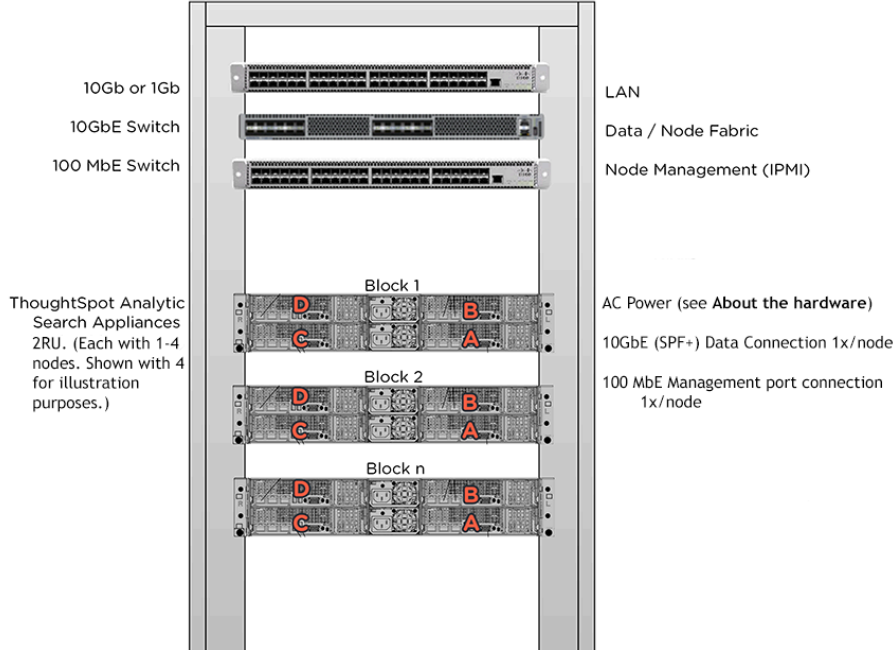 10Gb or 1Gb
LAN
10GbE Switch
Data / Node Fabric
100 MbE Switch
Node Management (IPMI)
Block 1
ThoughtSpot Analytic
Search Appliances
2RU. (Each with 1-4
nodes. Shown with 4
for illustration
purposes.)
D
B
C
A
AC Power (see About the hardware)
10GbE (SPF+) Data Connection 1x/node
100 MbE Management port connection
1x/node
Block 2
D
B
C
A
Block n
D
B
C
A